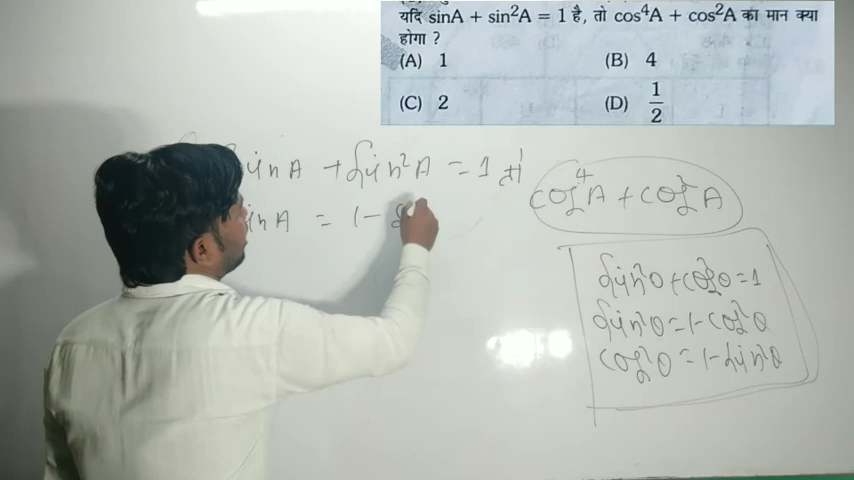 यदि sinA + sin²A = 1 है, तो cos⁴A + cos²A का मान क्या
होगा ?
(A) 1
(B) 4
(C) 2
(D) 1/2
sinA + sin²A = 1 तो
cos⁴A + cos²A
sinA = 1 -
sin²θ + cos²θ = 1
sin²θ = 1 - cos²θ
cos²θ = 1 - sin²θ